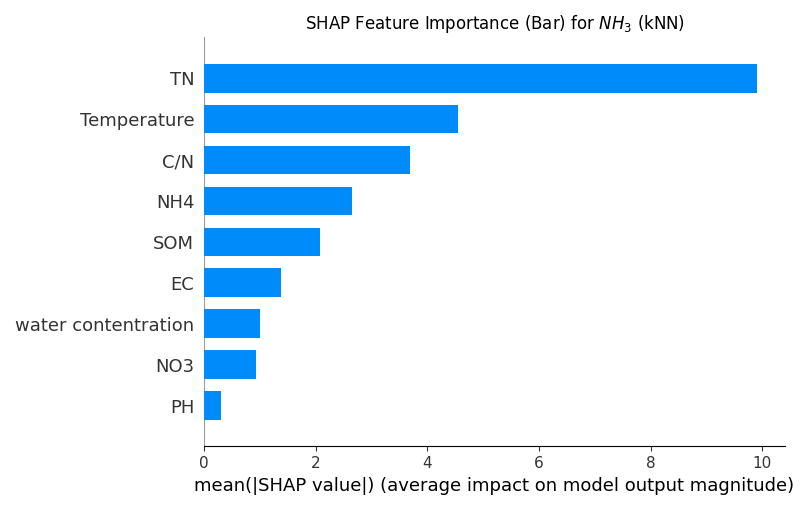 SHAP Feature Importance (Bar) for $NH_3$ (kNN)
TN
Temperature
C/N
NH4
SOM
EC
water contentration
NO3
PH
0 2 4 6 8 10
mean(|SHAP value|) (average impact on model output magnitude)